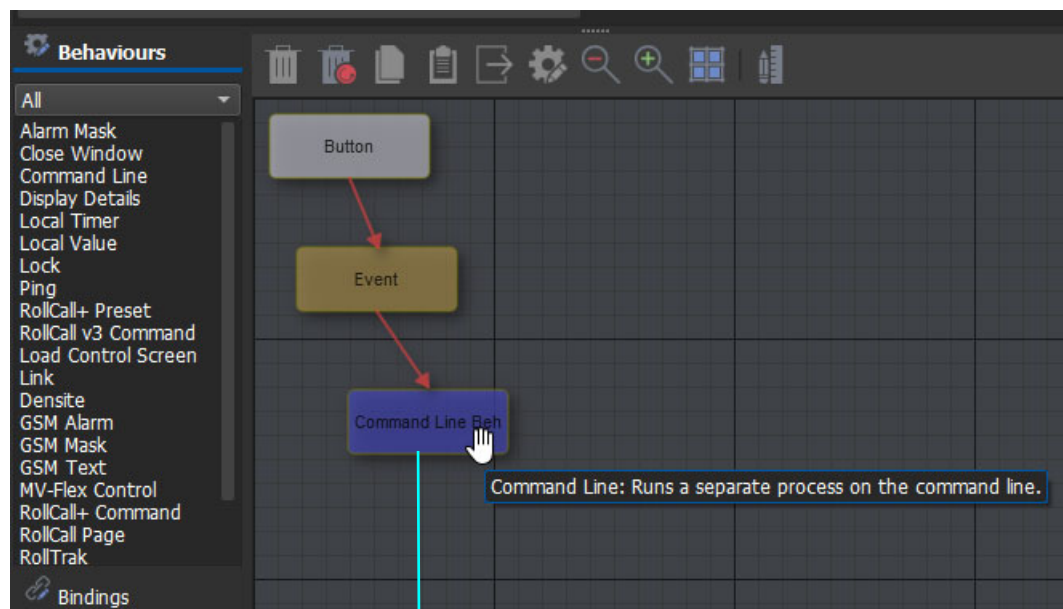 Behaviours
All
Alarm Mask
Close Window
Command Line
Display Details
Local Timer
Local Value
Lock
Ping
RollCall+ Preset
RollCall v3 Command
Load Control Screen
Link
Densite
GSM Alarm
GSM Mask
GSM Text
MV-Flex Control
RollCall+ Command
RollCall Page
RollTrak
Bindings
Button
Event
Command Line Beh
Command Line: Runs a separate process on the command line.